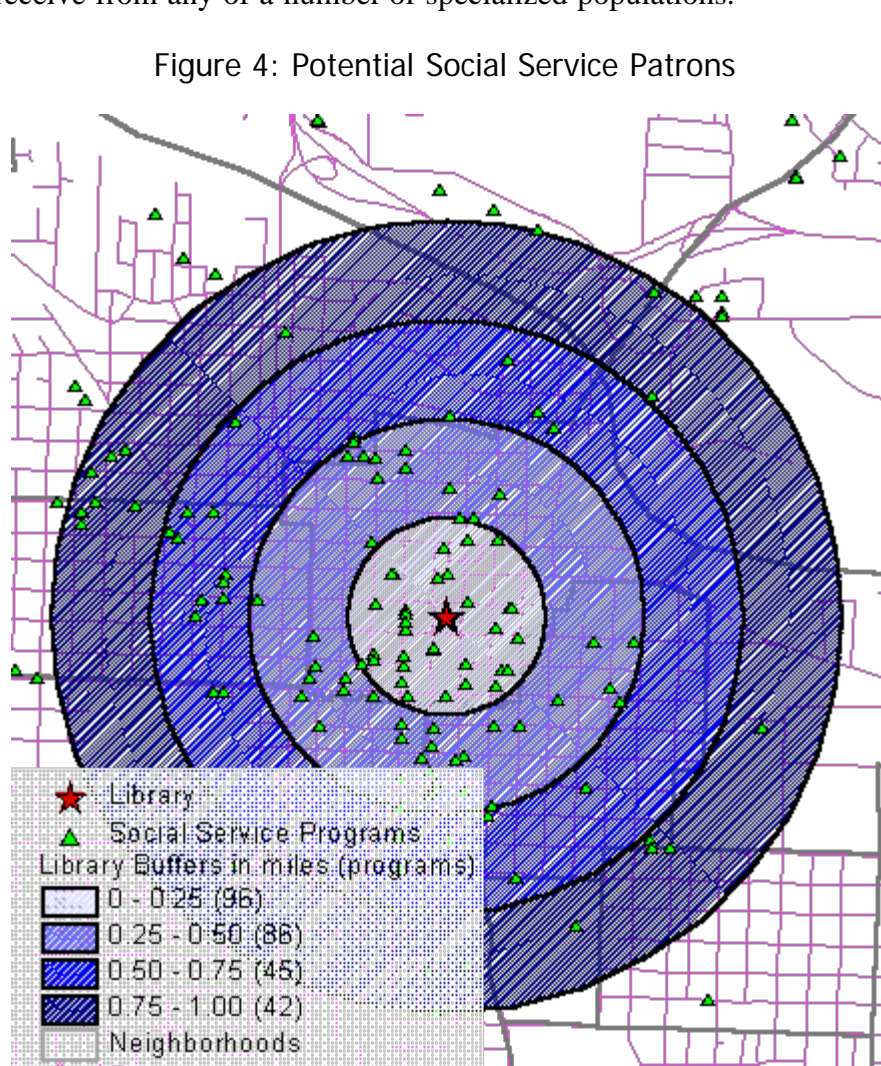 receive from any of a number of specialized populations.
Figure 4: Potential Social Service Patrons
Library
Social Service Programs
Library Buffers in miles (programs)
0 - 0.25 (96)
0.25 - 0.50 (86)
0.50 - 0.75 (45)
0.75 - 1.00 (42)
Neighborhoods